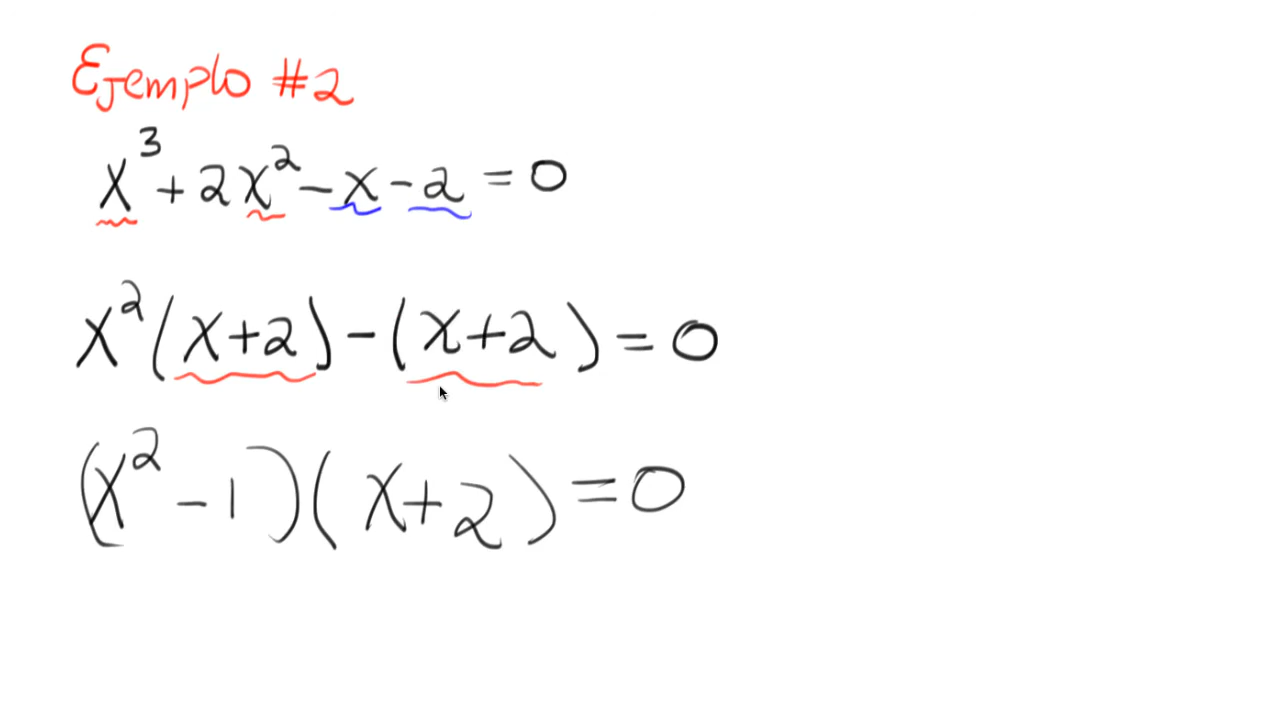 Ejemplo #2
x³+2x²-x-2=0
x²(x+2)-(x+2)=0
(x²-1)(x+2)=0